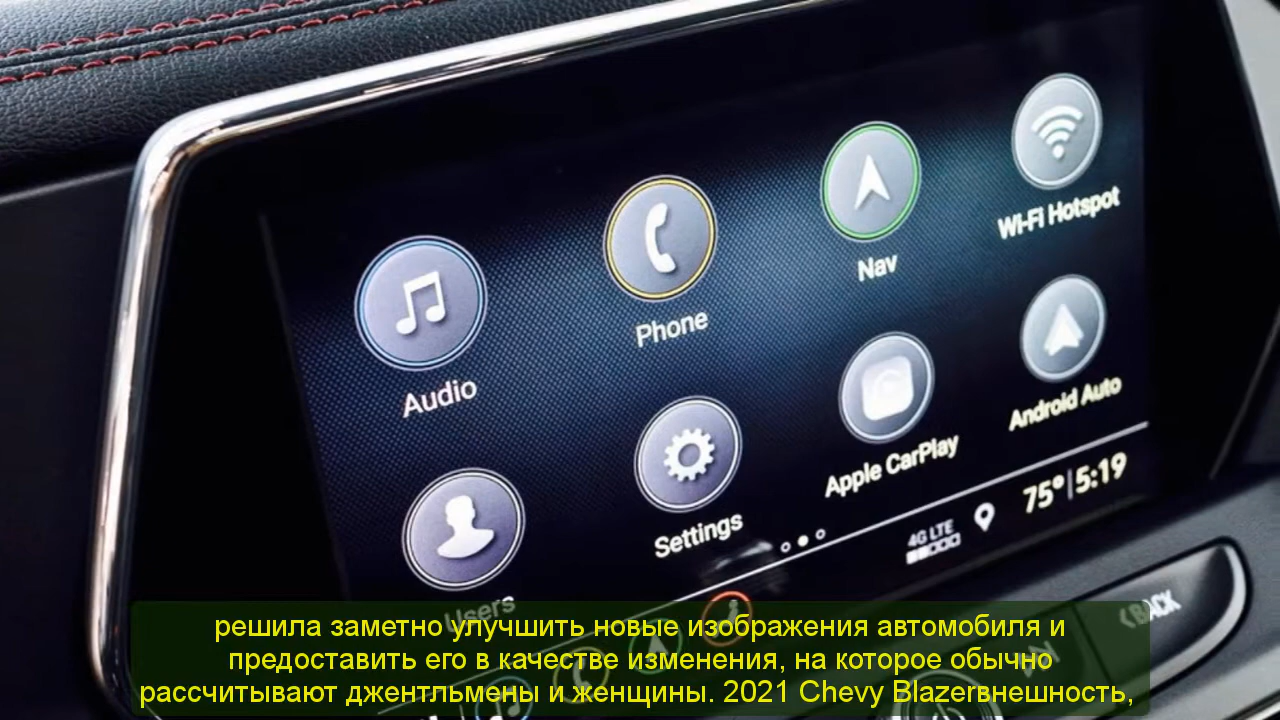 Wi-Fi Hotspot
Nav
Phone
Audio
Android Auto
Apple CarPlay
Settings
Users
4G LTE
75° 5:19
BACK
решила заметно улучшить новые изображения автомобиля и
предоставить его в качестве изменения, на которое обычно
рассчитывают джентльмены и женщины. 2021 Chevy Blazerвнешность,